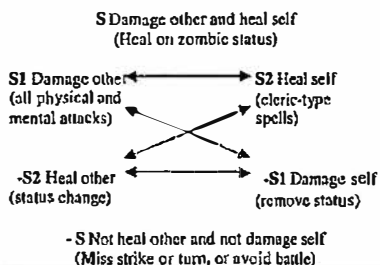 S Damage other and heal self
(Heal on zombie status)
S1 Damage other
(all physical and
mental attacks)
S2 Heal self
(cleric-type
spells)
-S2 Heal other
(status change)
-S1 Damage self
(remove status)
- S Not heal other and not damage self
(Miss strike or turn, or avoid battle)